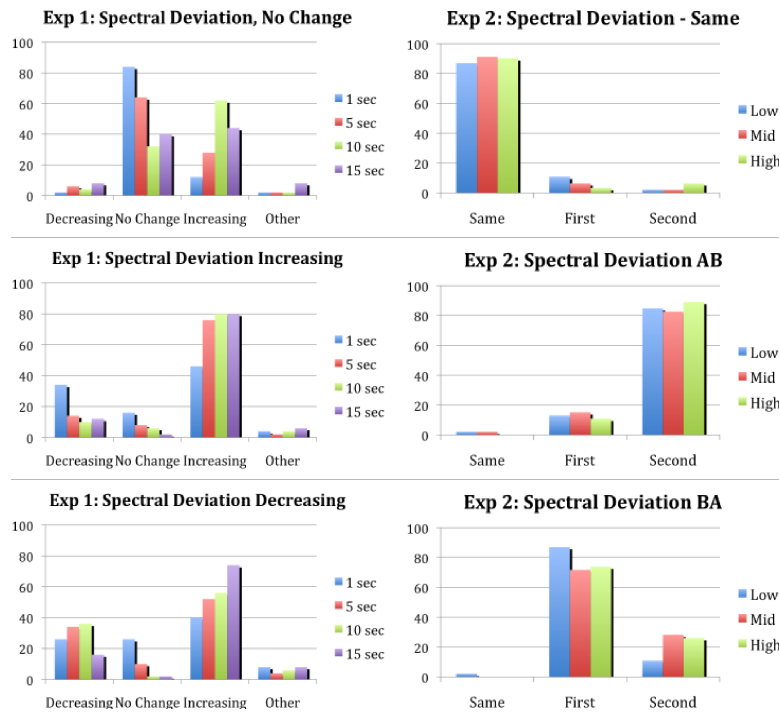 Exp 1: Spectral Deviation, No Change
100
80
60
40
20
0
Decreasing No Change Increasing Other
1 sec
5 sec
10 sec
15 sec
Exp 2: Spectral Deviation - Same
100
80
60
40
20
0
Same First Second
Low
Mid
High
Exp 1: Spectral Deviation Increasing
100
80
60
40
20
0
Decreasing No Change Increasing Other
1 sec
5 sec
10 sec
15 sec
Exp 2: Spectral Deviation AB
100
80
60
40
20
0
Same First Second
Low
Mid
High
Exp 1: Spectral Deviation Decreasing
100
80
60
40
20
0
Decreasing No Change Increasing Other
1 sec
5 sec
10 sec
15 sec
Exp 2: Spectral Deviation BA
100
80
60
40
20
0
Same First Second
Low
Mid
High